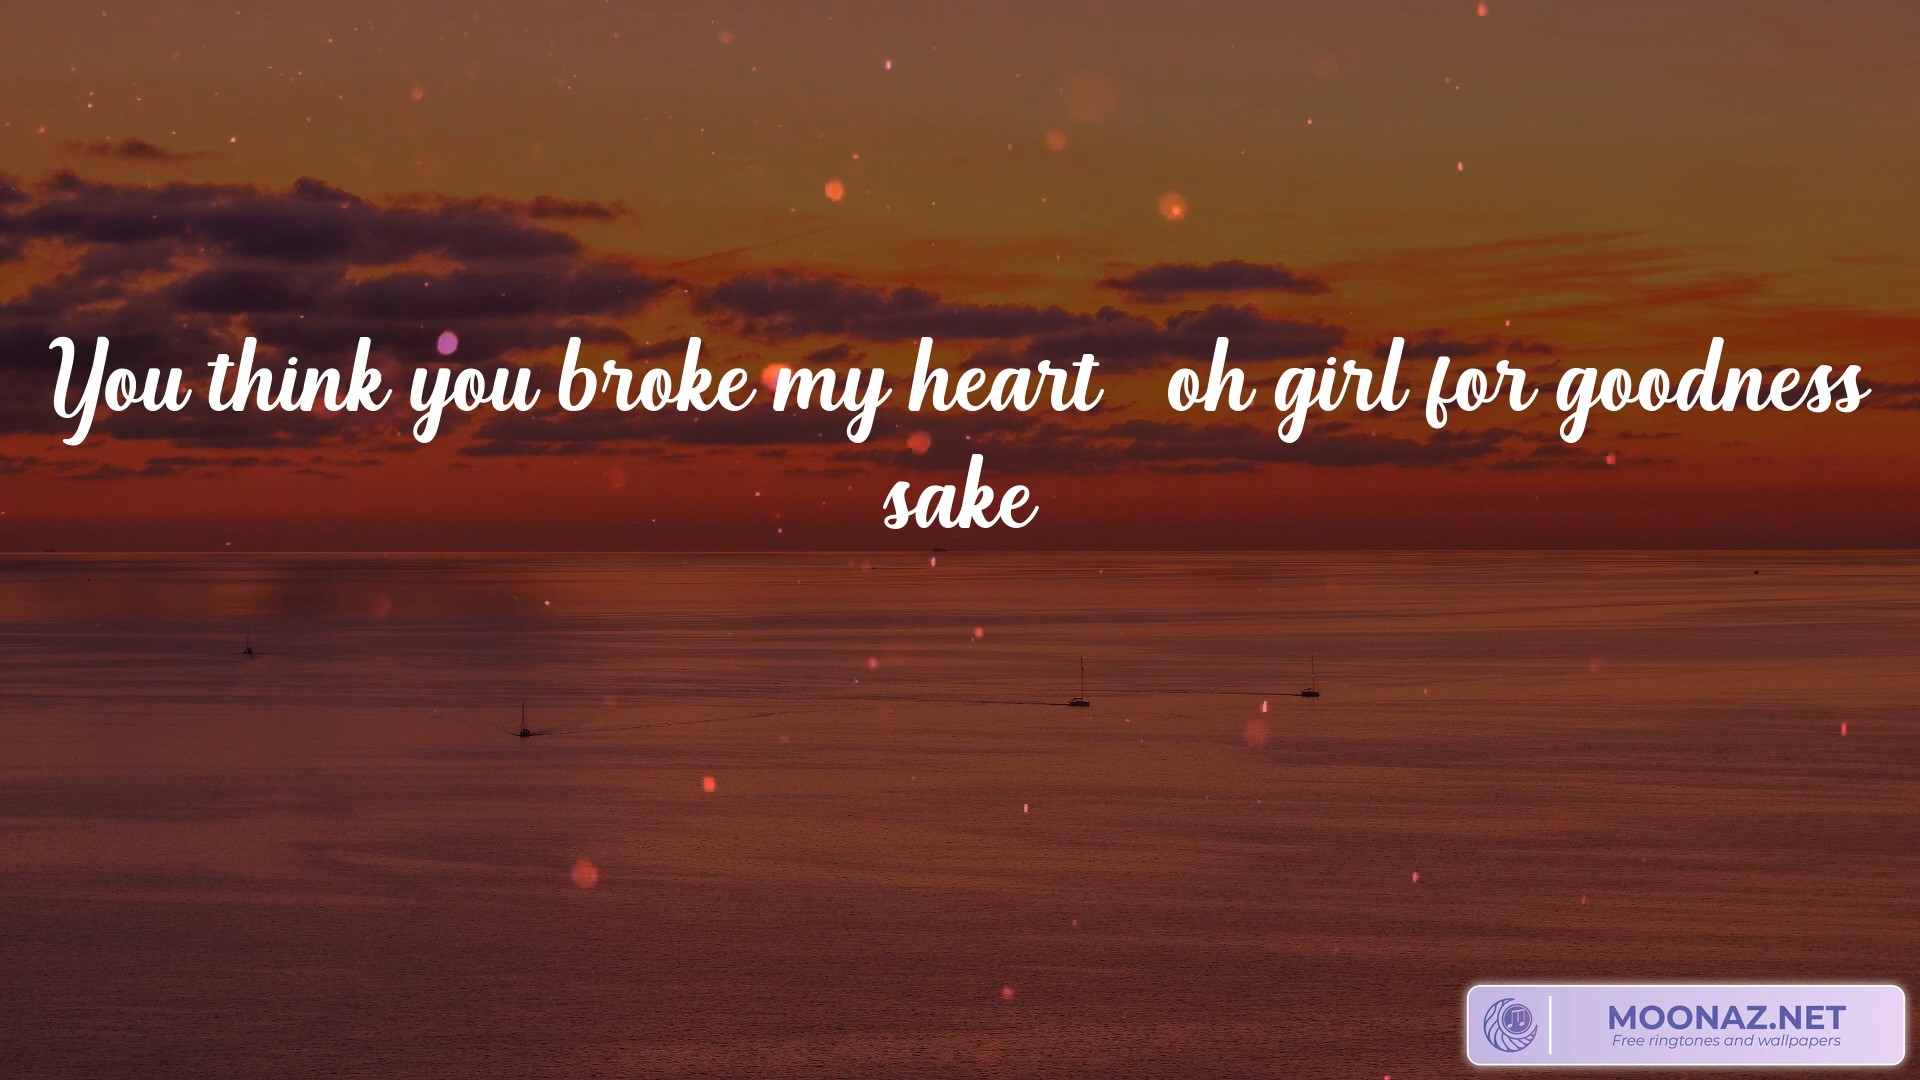 You think you broke my heart oh girl for goodness
sake
MOONAZ.NET
Free ringtones and wallpapers